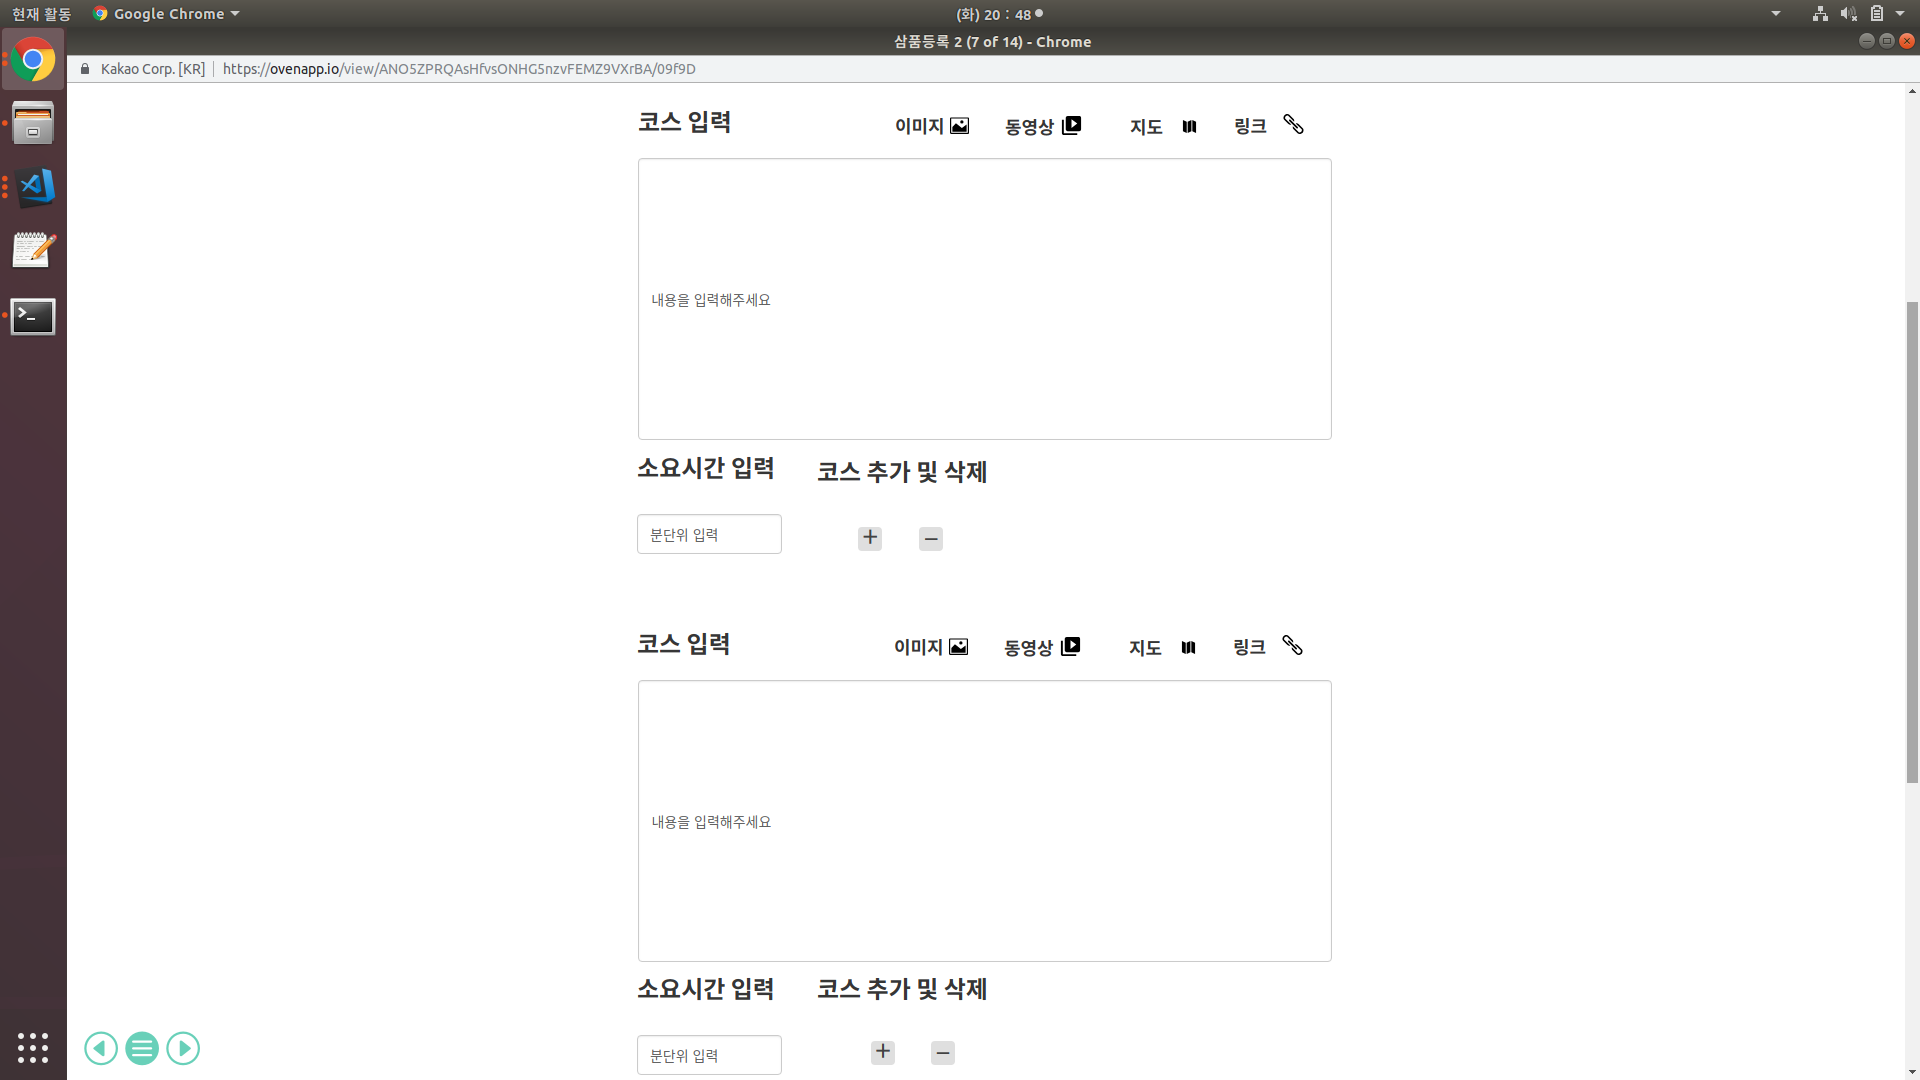 현재 활동 Google Chrome (화) 20 : 48
삼품등록 2 (7 of 14) - Chrome
Kakao Corp. [KR] https://ovenapp.io/view/ANO5ZPRQAsHfvsONHG5nzvFEMZ9VXrBA/09f9D
코스 입력 이미지 동영상 지도 링크
내용을 입력해주세요
소요시간 입력 코스 추가 및 삭제
분단위 입력 + −
코스 입력 이미지 동영상 지도 링크
내용을 입력해주세요
소요시간 입력 코스 추가 및 삭제
분단위 입력 + −